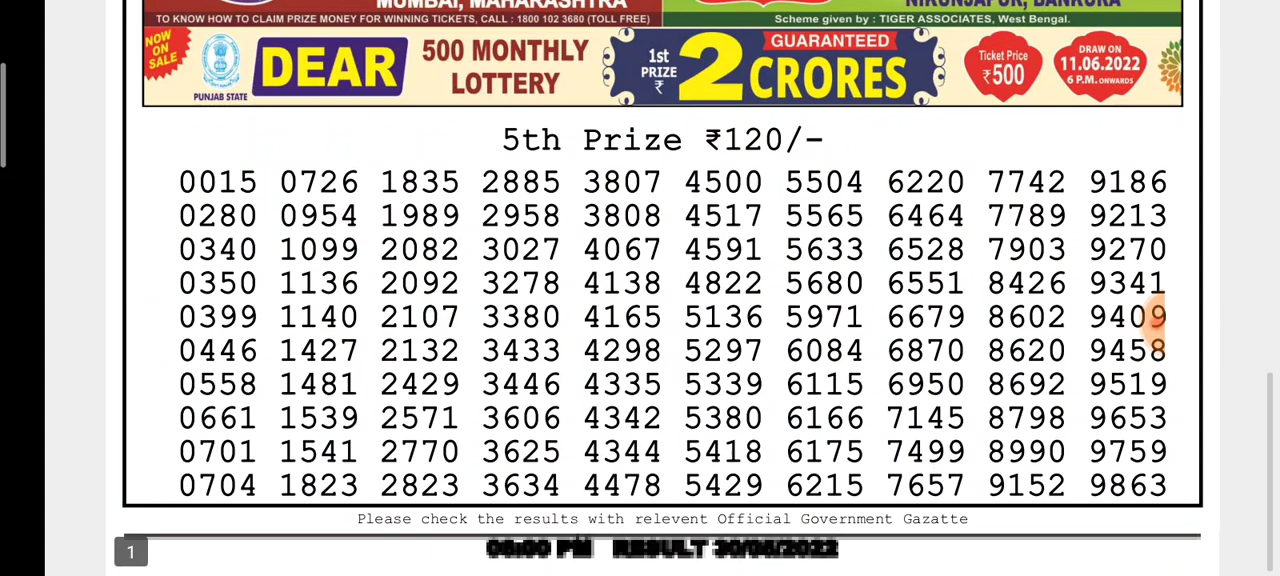 MUMBAI, MAHARASHTRA
NIKUNJAPUR, BANKURA
TO KNOW HOW TO CLAIM PRIZE MONEY FOR WINNING TICKETS, CALL : 1800 102 3680 (TOLL FREE)
Scheme given by : TIGER ASSOCIATES, West Bengal.
NOW ON SALE
PUNJAB STATE
DEAR
500 MONTHLY
LOTTERY
1st
PRIZE
₹
2
GUARANTEED
CRORES
Ticket Price
₹500
DRAW ON
11.06.2022
6 P.M. ONWARDS
5th Prize ₹120/-
0015 0726 1835 2885 3807 4500 5504 6220 7742 9186
0280 0954 1989 2958 3808 4517 5565 6464 7789 9213
0340 1099 2082 3027 4067 4591 5633 6528 7903 9270
0350 1136 2092 3278 4138 4822 5680 6551 8426 9341
0399 1140 2107 3380 4165 5136 5971 6679 8602 9409
0446 1427 2132 3433 4298 5297 6084 6870 8620 9458
0558 1481 2429 3446 4335 5339 6115 6950 8692 9519
0661 1539 2571 3606 4342 5380 6166 7145 8798 9653
0701 1541 2770 3625 4344 5418 6175 7499 8990 9759
0704 1823 2823 3634 4478 5429 6215 7657 9152 9863
Please check the results with relevent Official Government Gazatte
1
PM RESULT